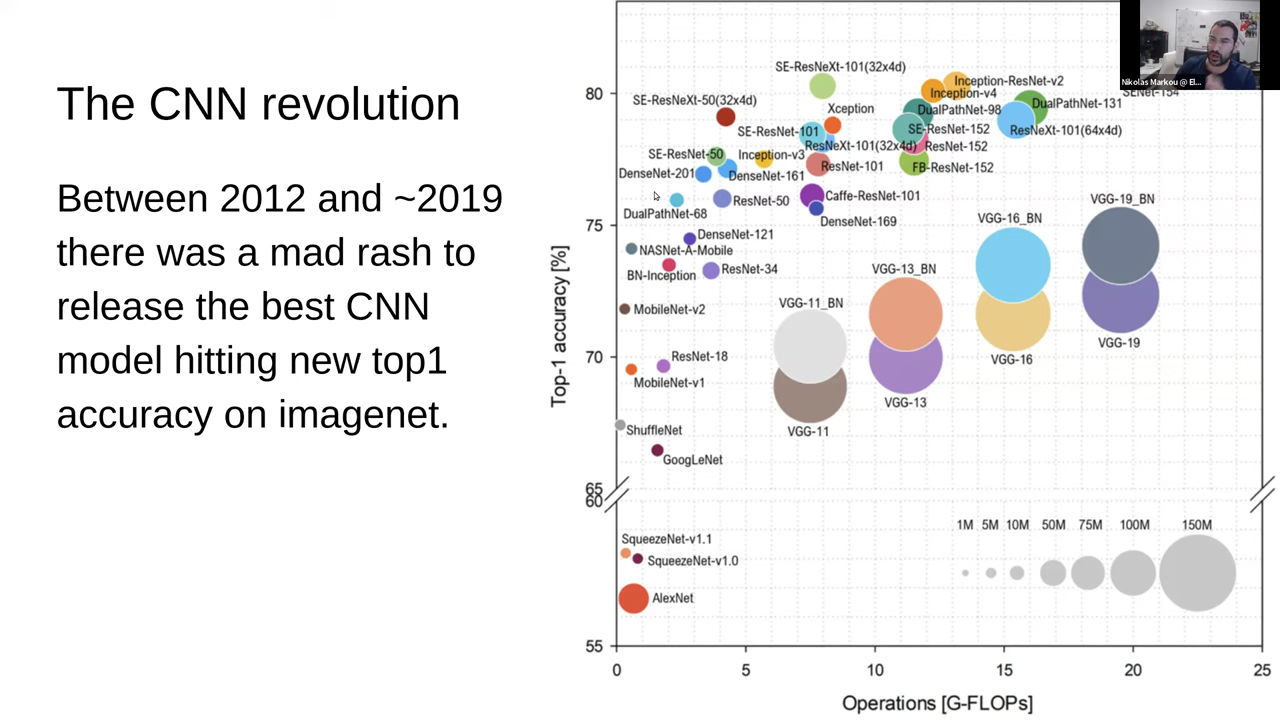 The CNN revolution
Between 2012 and ~2019
there was a mad rash to
release the best CNN
model hitting new top1
accuracy on imagenet.
Nikolas Markou @ El...
Top-1 accuracy [%]
80
75
70
65
60
55
SE-ResNeXt-101(32x4d)
Inception-ResNet-v2
Inception-v4
SENet-154
SE-ResNeXt-50(32x4d)
Xception
DualPathNet-98
DualPathNet-131
SE-ResNet-101
SE-ResNet-152
ResNeXt-101(64x4d)
ResNeXt-101(32x4d)
ResNet-152
SE-ResNet-50
Inception-v3
ResNet-101
FB-ResNet-152
DenseNet-201
DenseNet-161
Caffe-ResNet-101
ResNet-50
DualPathNet-68
DenseNet-169
VGG-19_BN
VGG-16_BN
DenseNet-121
NASNet-A-Mobile
BN-Inception
ResNet-34
VGG-13_BN
VGG-11_BN
MobileNet-v2
VGG-19
ResNet-18
VGG-16
MobileNet-v1
VGG-13
ShuffleNet
VGG-11
GoogLeNet
1M 5M 10M 50M 75M 100M 150M
SqueezeNet-v1.1
SqueezeNet-v1.0
AlexNet
0 5 10 15 20 25
Operations [G-FLOPs]